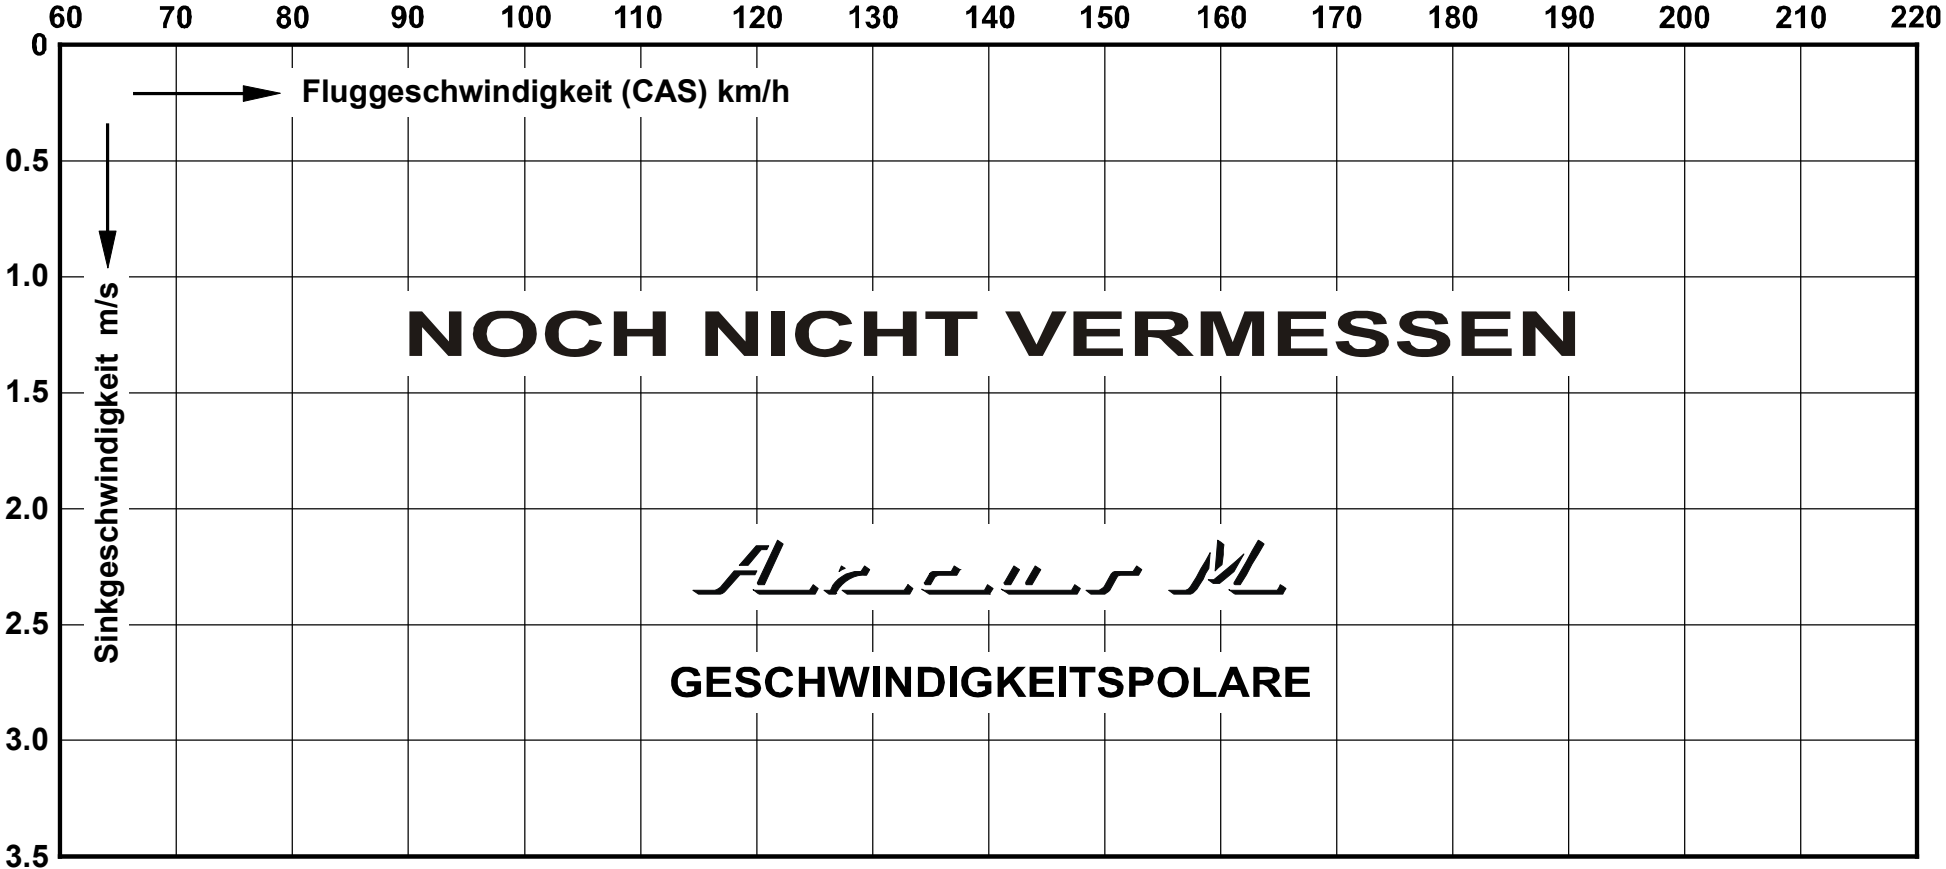 60 70 80 90 100 110 120 130 140 150 160 170 180 190 200 210 220
0
Fluggeschwindigkeit (CAS) km/h
0.5
1.0
Sinkgeschwindigkeit m/s
NOCH NICHT VERMESSEN
1.5
2.0
Arcus M
2.5
GESCHWINDIGKEITSPOLARE
3.0
3.5